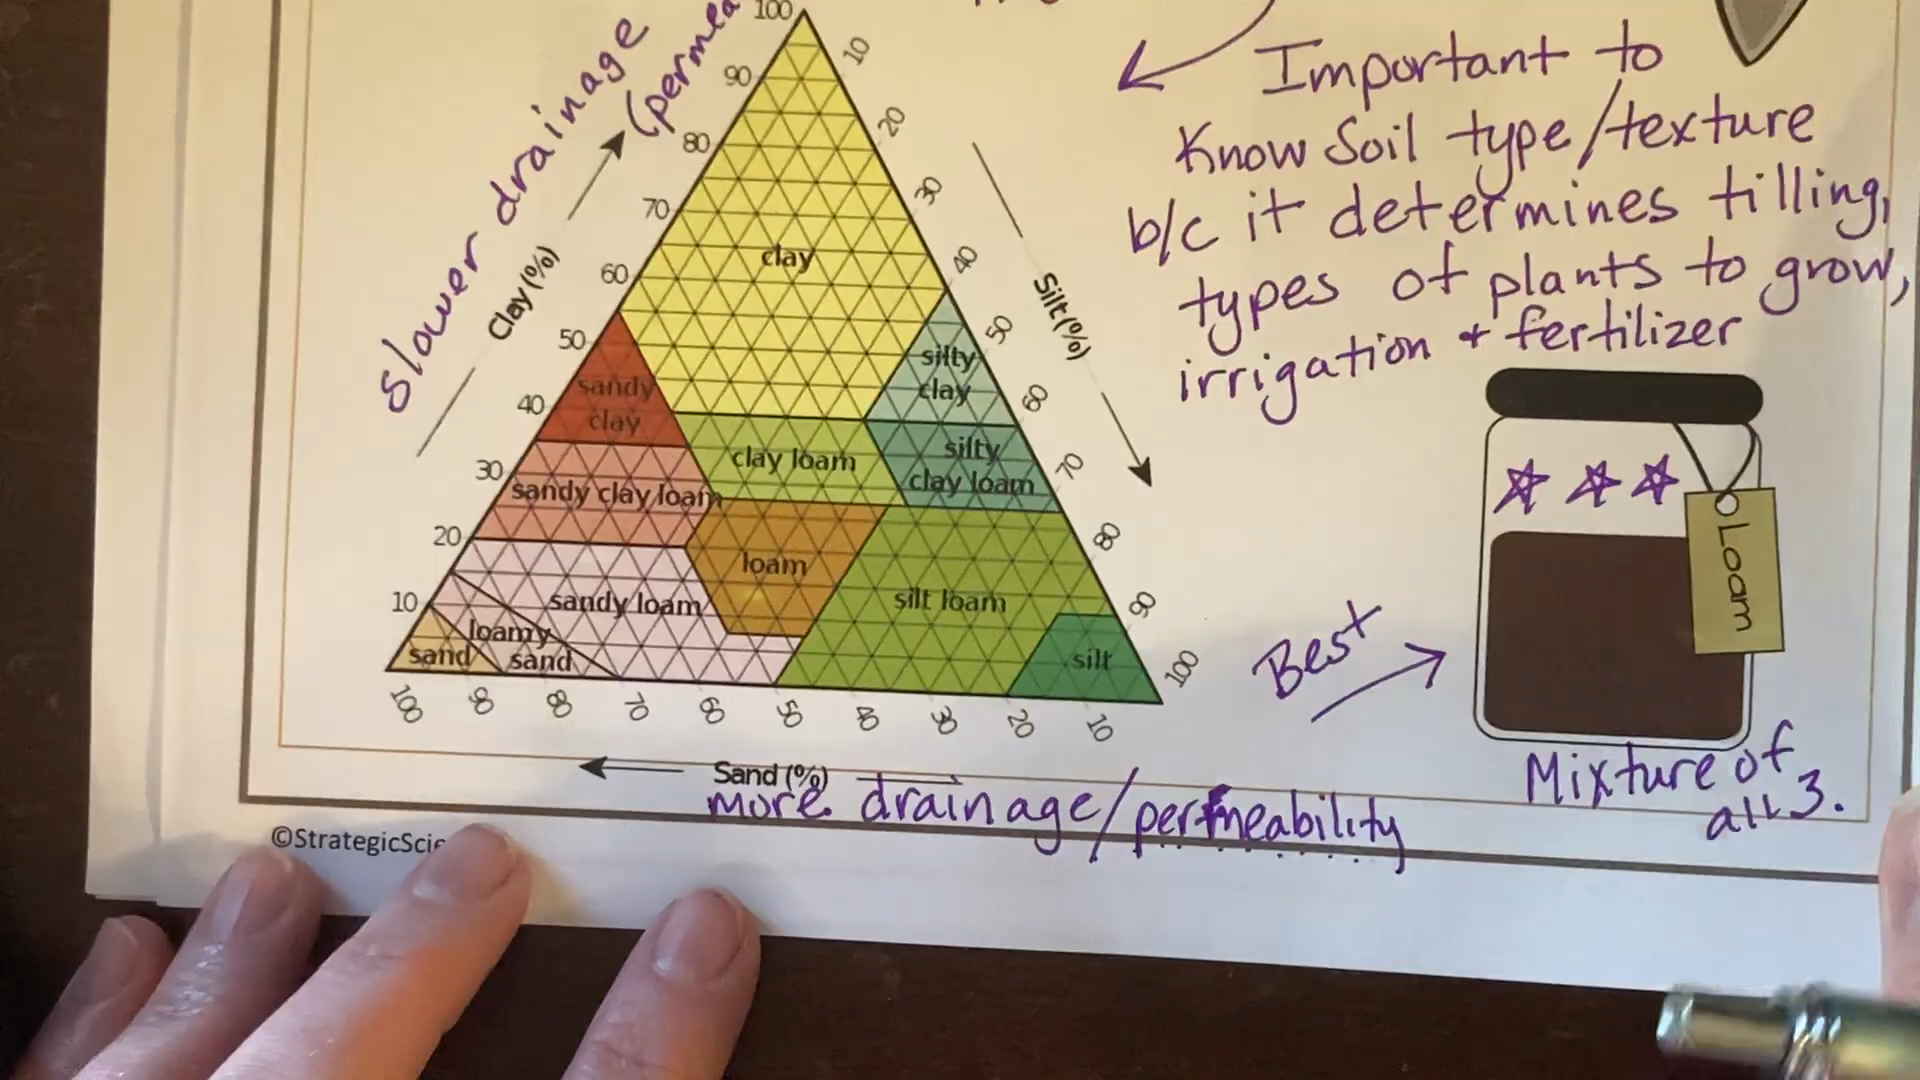 Slower drainage
(permea
Important to
Know Soil type/texture
b/c it determines tilling,
types of plants to grow,
irrigation + fertilizer
100
90
80
70
60
50
40
30
20
10
Clay (%)
10
20
30
40
50
60
70
80
90
100
Silt (%)
clay
silty
clay
sandy
clay
clay loam
silty
clay loam
sandy clay loam
loam
silt loam
sandy loam
loamy
sand
sand
silt
100
90
80
70
60
50
40
30
20
10
Sand (%)
more drainage/permeability
Best
Loam
Mixture of
all 3.
©StrategicScie